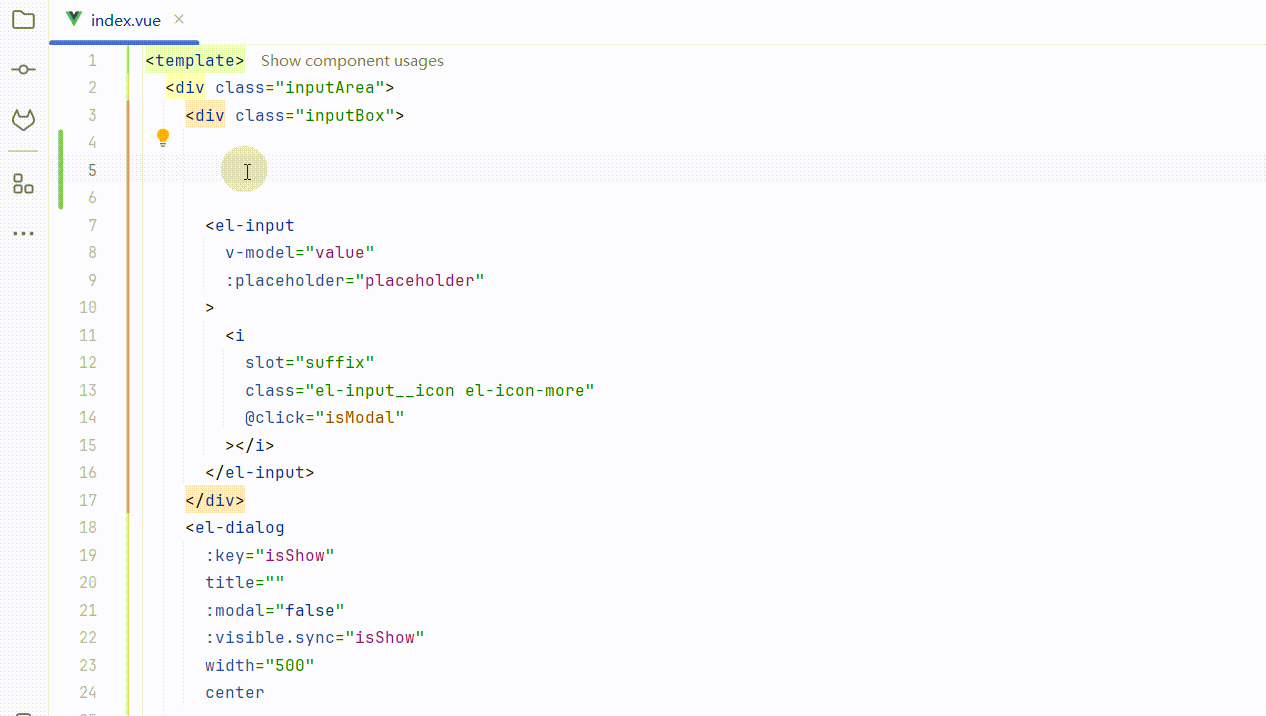 index.vue
1 <template> Show component usages
2 <div class="inputArea">
3 <div class="inputBox">
4
5
6
7 <el-input
8 v-model="value"
9 :placeholder="placeholder"
10 >
11 <i
12 slot="suffix"
13 class="el-input__icon el-icon-more"
14 @click="isModal"
15 ></i>
16 </el-input>
17 </div>
18 <el-dialog
19 :key="isShow"
20 title=""
21 :modal="false"
22 :visible.sync="isShow"
23 width="500"
24 center